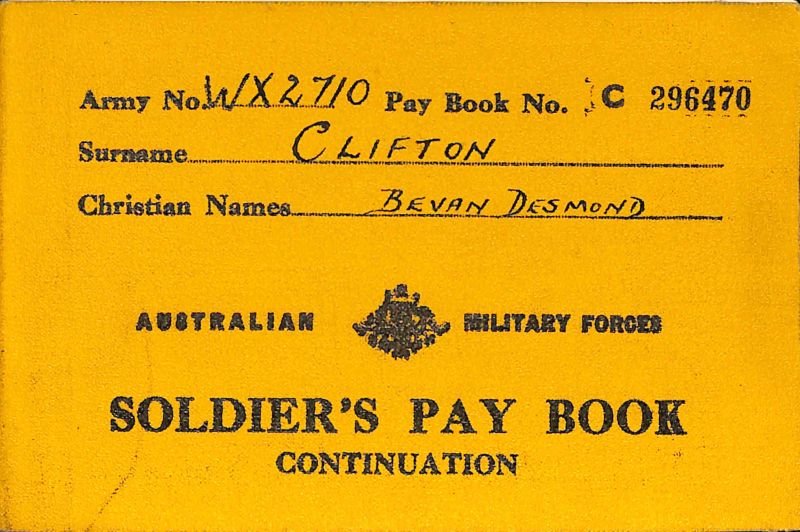 Army No. WX2710 Pay Book No. C 296470
Surname CLIFTON
Christian Names BEVAN DESMOND
AUSTRALIAN MILITARY FORCES
SOLDIER'S PAY BOOK
CONTINUATION